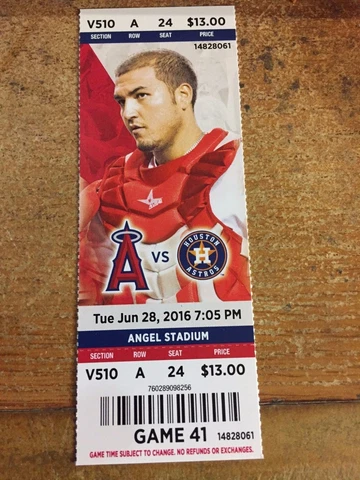 V510 A 24 $13.00
SECTION ROW SEAT PRICE
14828061
A VS HOUSTON ASTROS H
Tue Jun 28, 2016 7:05 PM
ANGEL STADIUM
SECTION ROW SEAT PRICE
V510 A 24 $13.00
760289098256
GAME 41 14828061
GAME TIME SUBJECT TO CHANGE. NO REFUNDS OR EXCHANGES.